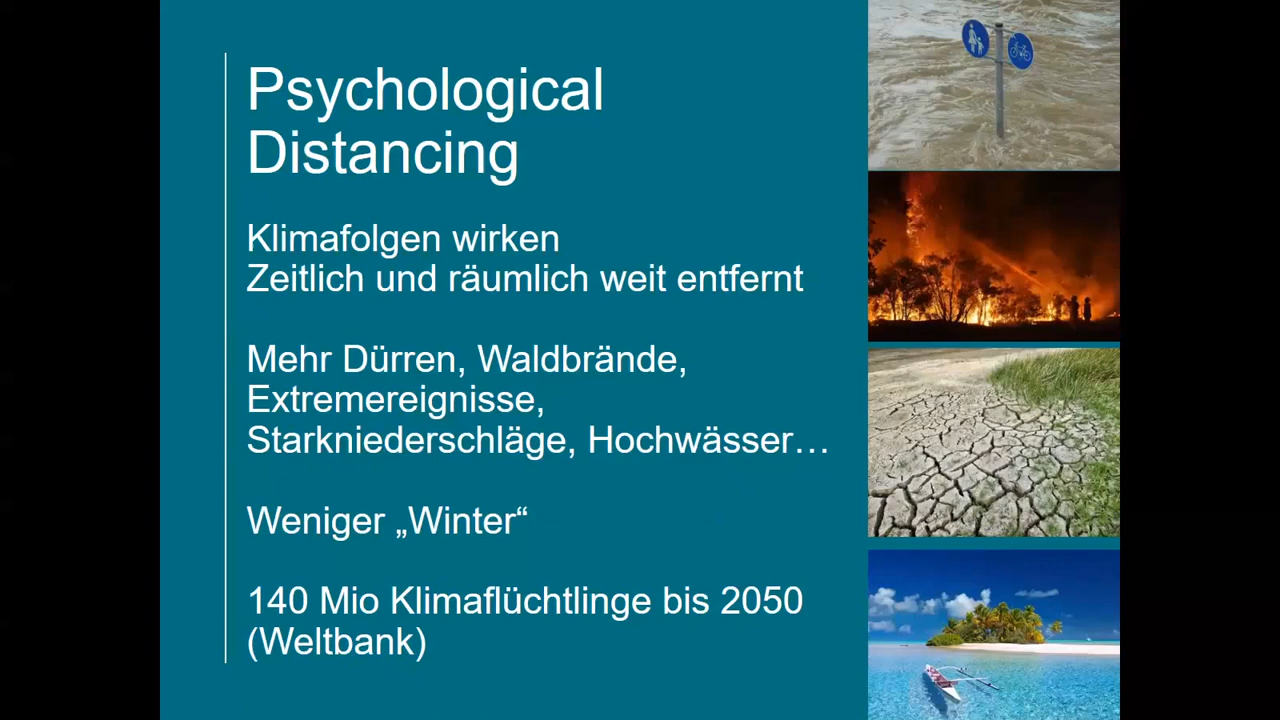 Psychological
Distancing
Klimafolgen wirken
Zeitlich und räumlich weit entfernt
Mehr Dürren, Waldbrände,
Extremereignisse,
Starkniederschläge, Hochwässer…
Weniger „Winter“
140 Mio Klimaflüchtlinge bis 2050
(Weltbank)